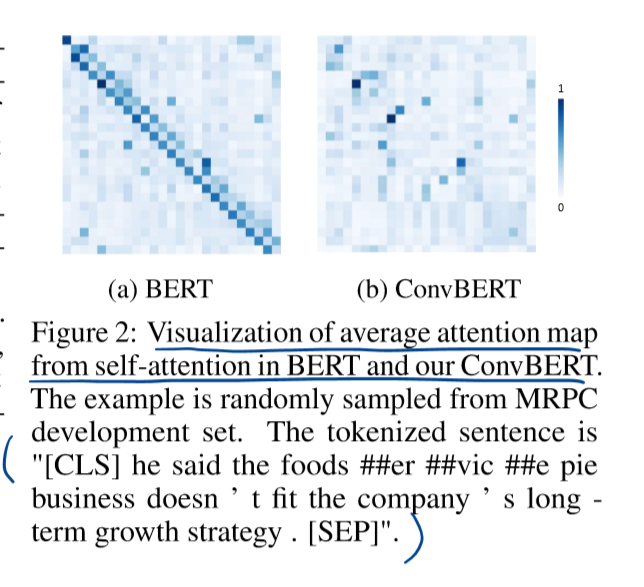 1
0
(a) BERT
(b) ConvBERT
Figure 2: Visualization of average attention map
from self-attention in BERT and our ConvBERT.
The example is randomly sampled from MRPC
development set. The tokenized sentence is
"[CLS] he said the foods ##er ##vic ##e pie
business doesn ’ t fit the company ’ s long -
term growth strategy . [SEP]".